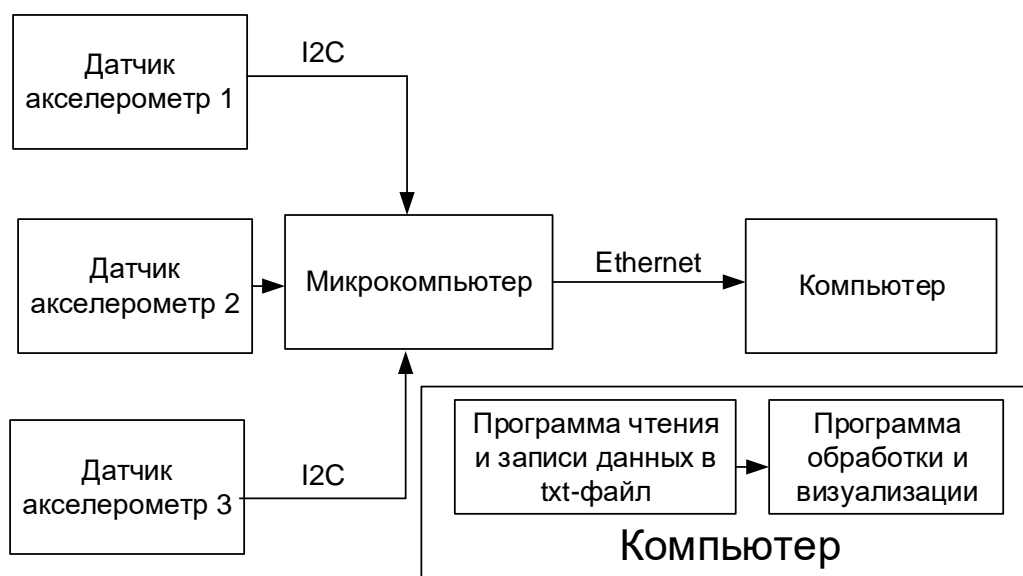 Датчик
акселерометр 1
I2C
Датчик
акселерометр 2
Микрокомпьютер
Ethernet
Компьютер
Датчик
акселерометр 3
I2C
Программа чтения
и записи данных в
txt-файл
Программа
обработки и
визуализации
Компьютер